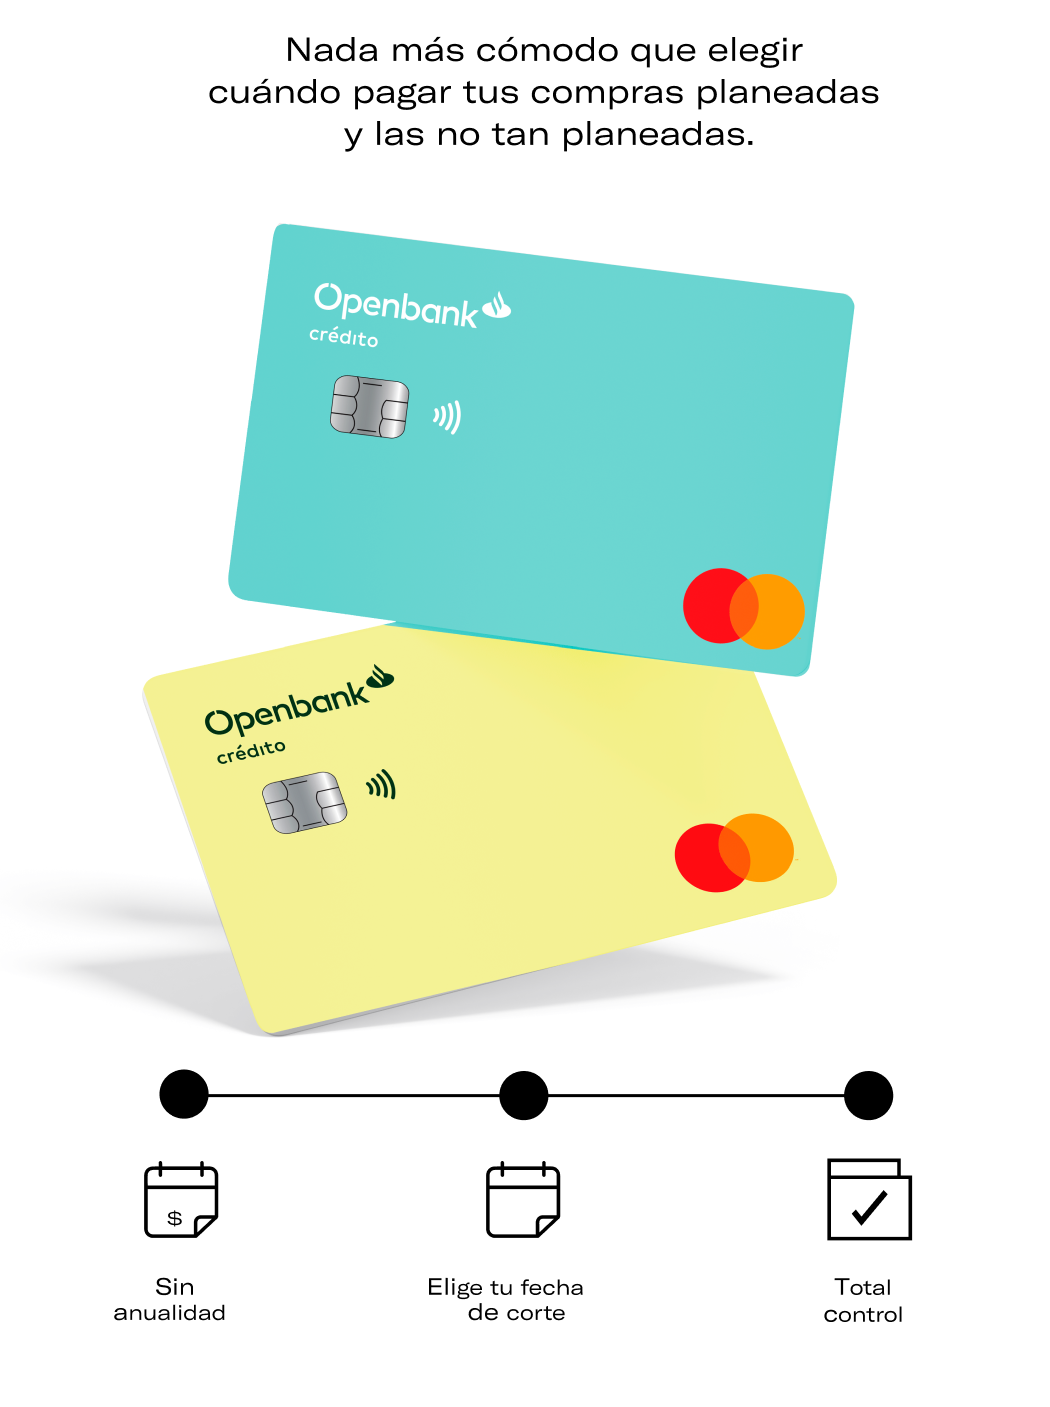 Nada más cómodo que elegir
cuándo pagar tus compras planeadas
y las no tan planeadas.
Openbank
crédito
Openbank
crédito
$
Sin
anualidad
Elige tu fecha
de corte
Total
control